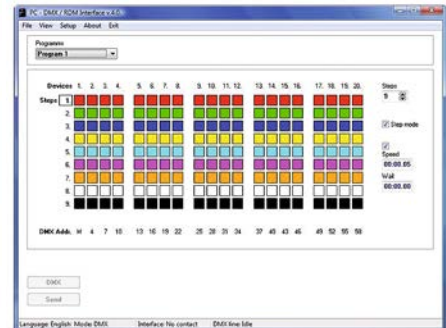 PC - DMX / RDM Interface v.4.0
File View Setup About Exit
Programme
Program 1
Devices 1. 2. 3. 4. 5. 6. 7. 8. 9. 10. 11. 12. 13. 14. 15. 16. 17. 18. 19. 20.
Steps
Steps 1.
9
2.
3.
Step mode
4.
5.
Speed
6.
00:00.05
7.
Wait
8.
00:00.00
9.
DMX Addr. 4 7 10 13 16 19 22 25 28 31 34 37 40 43 46 49 52 55 58
DMX
Send
Language: English Mode: DMX Interface: No contact DMX line: Idle